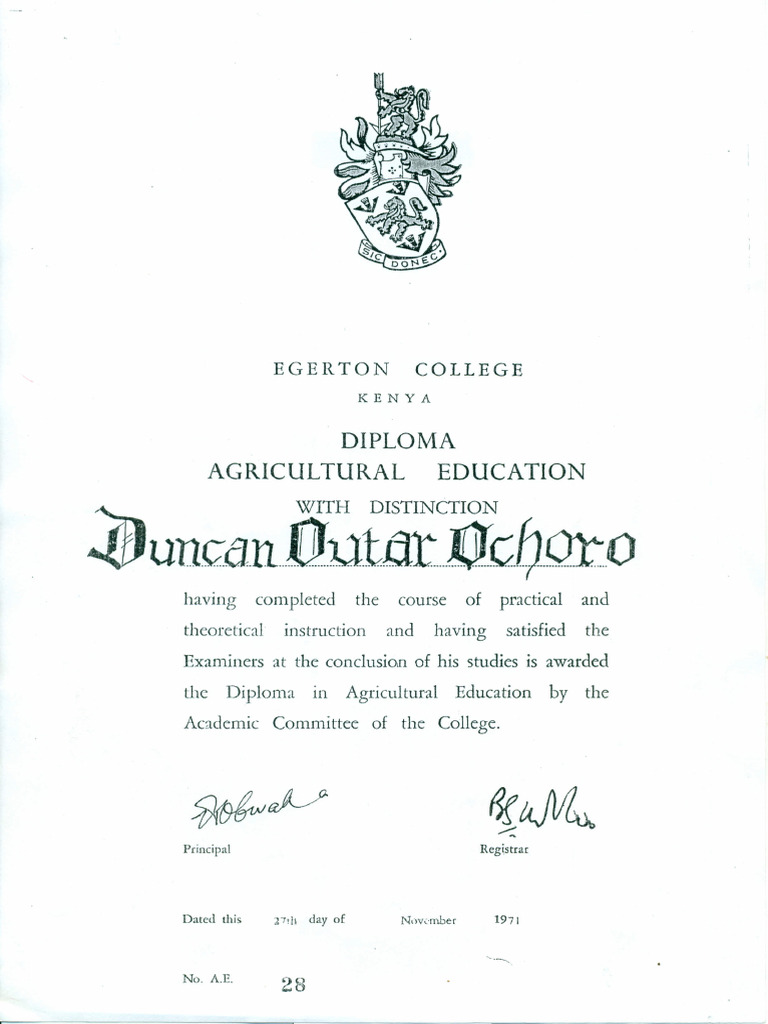 SIC DONEC
EGERTON COLLEGE
KENYA
DIPLOMA
AGRICULTURAL EDUCATION
WITH DISTINCTION
Duncan Outar Ochoro
having completed the course of practical and
theoretical instruction and having satisfied the
Examiners at the conclusion of his studies is awarded
the Diploma in Agricultural Education by the
Academic Committee of the College.
Principal Registrar
Dated this 27th day of November 1971
No. A.E. 28